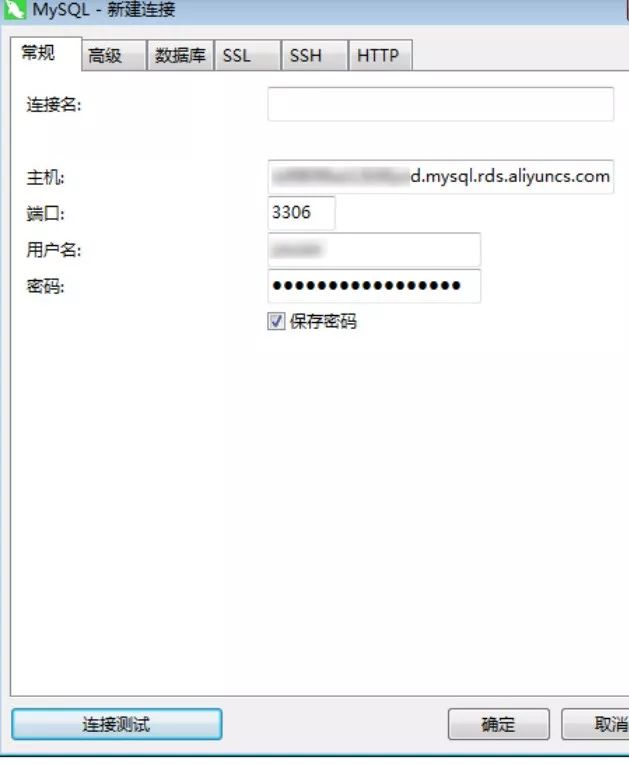 MySQL - 新建连接
常规 高级 数据库 SSL SSH HTTP
连接名:
主机: d.mysql.rds.aliyuncs.com
端口: 3306
用户名:
密码: ●●●●●●●●●●●●●●●●●
保存密码
连接测试 确定 取消